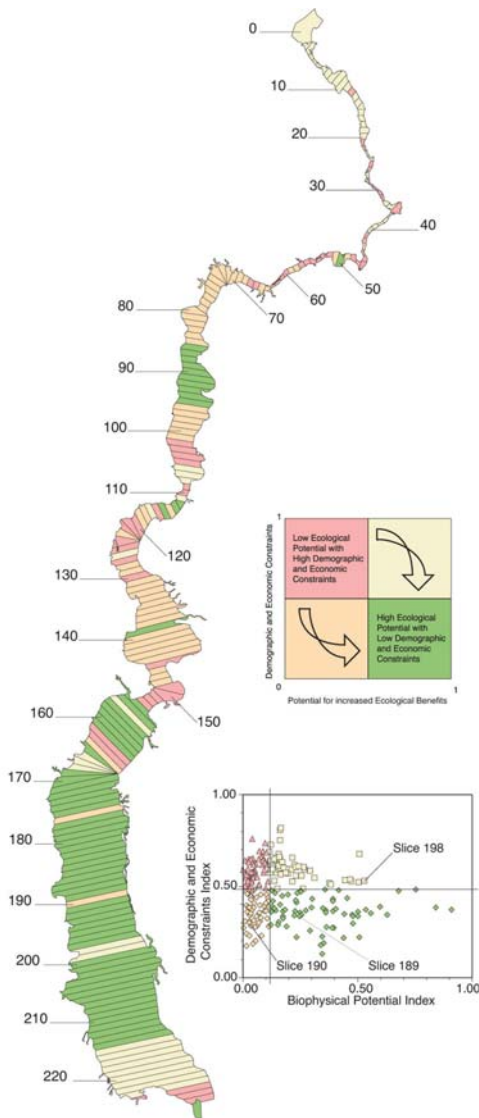 0
10
20
30
40
50
60
70
80
90
100
110
120
130
140
150
160
170
180
190
200
210
220
Demographic and Economic Constraints
1
Low Ecological
Potential with
High Demographic
and Economic
Constraints
High Ecological
Potential with
Low Demographic
and Economic
Constraints
0
1
Potential for increased Ecological Benefits
Demographic and Economic
Constraints Index
1.00
0.50
0.00
Slice 198
Slice 190
Slice 189
0.00
0.50
1.00
Biophysical Potential Index